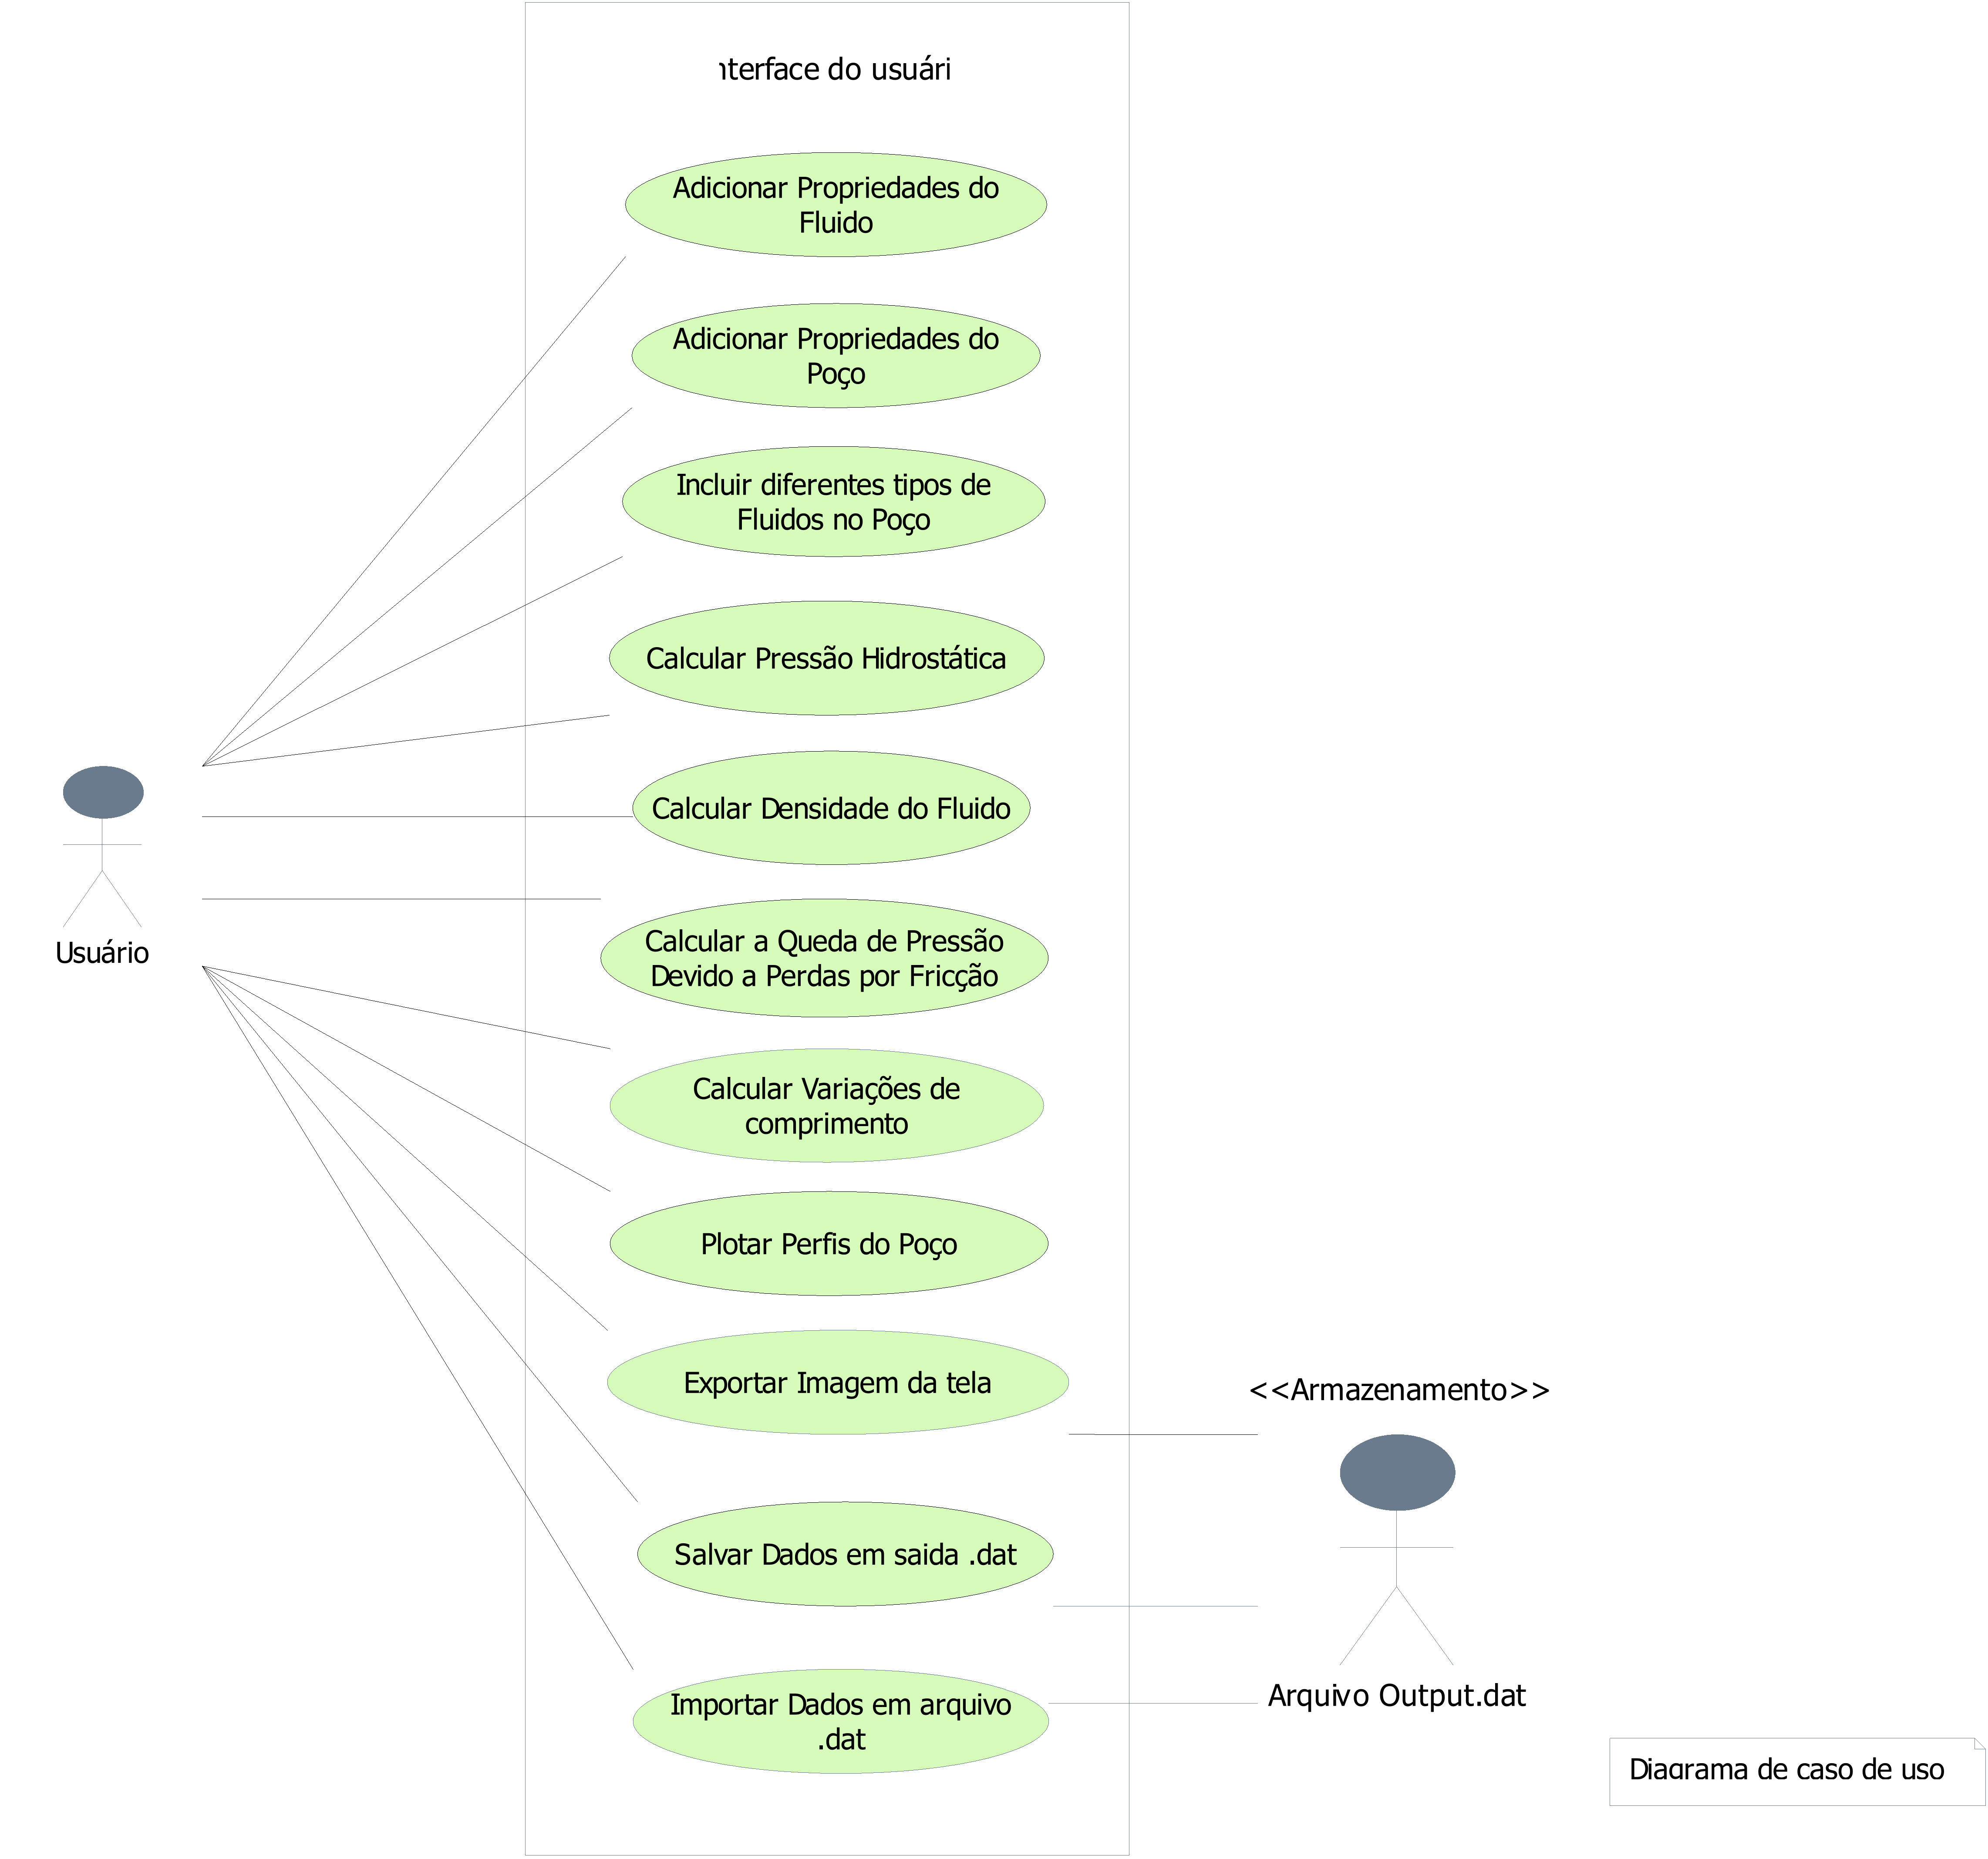 nterface do usuári
Adicionar Propriedades do
Fluido
Adicionar Propriedades do
Poço
Incluir diferentes tipos de
Fluidos no Poço
Calcular Pressão Hidrostática
Calcular Densidade do Fluido
Usuário
Calcular a Queda de Pressão
Devido a Perdas por Fricção
Calcular Variações de
comprimento
Plotar Perfis do Poço
Exportar Imagem da tela
<<Armazenamento>>
Salvar Dados em saida .dat
Importar Dados em arquivo
.dat
Arquivo Output.dat
Diagrama de caso de uso